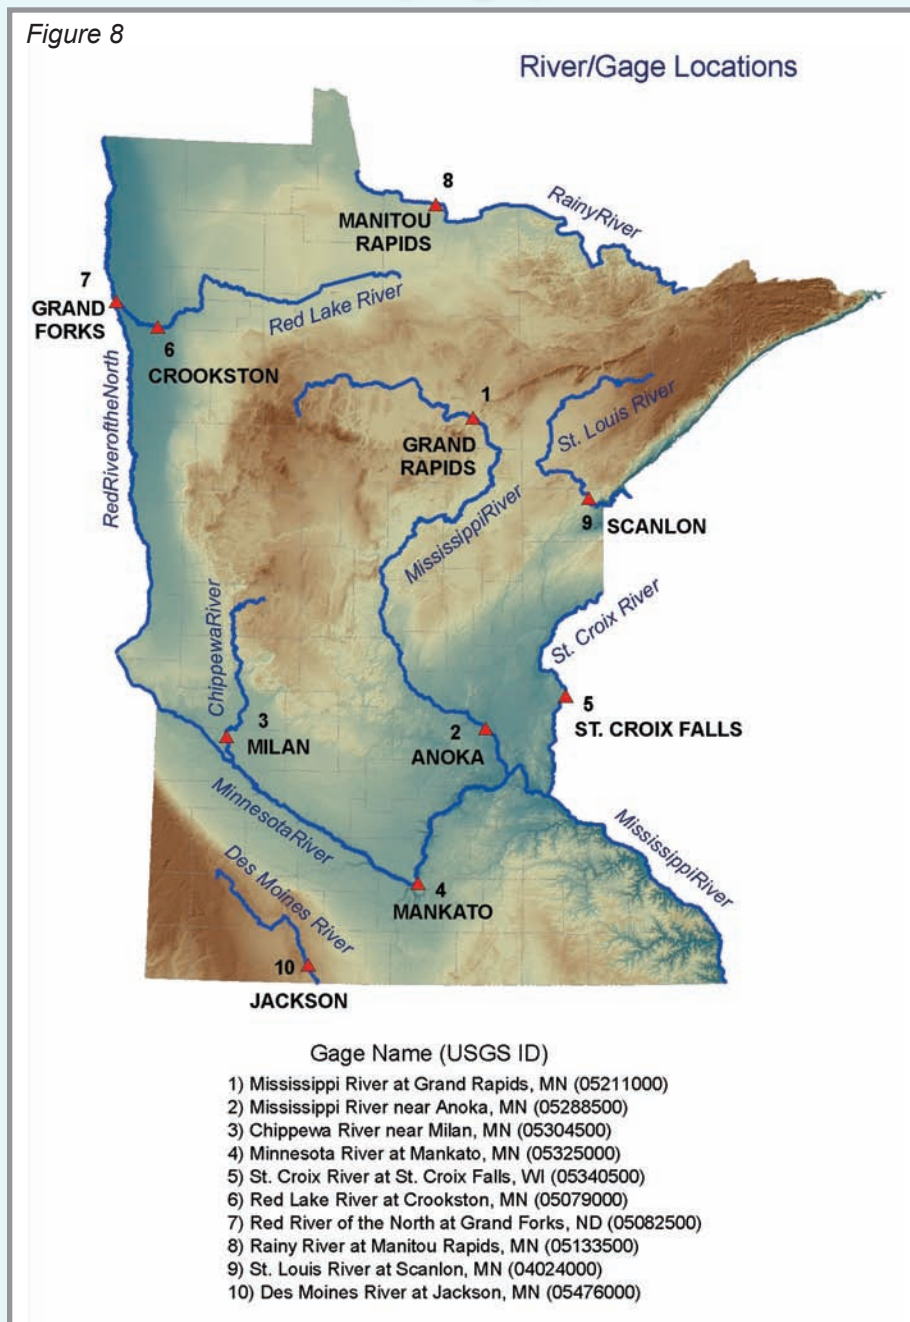 Figure 8
River/Gage Locations
8
MANITOU
RAPIDS
RainyRiver
7
GRAND
FORKS
Red Lake River
6
CROOKSTON
RedRiveroftheNorth
1
GRAND
RAPIDS
St. Louis River
MississippiRiver
9
SCANLON
ChippewaRiver
St. Croix River
5
ST. CROIX FALLS
3
MILAN
2
ANOKA
MinnesotaRiver
MississippiRiver
Des Moines River
4
MANKATO
10
JACKSON
Gage Name (USGS ID)
1) Mississippi River at Grand Rapids, MN (05211000)
2) Mississippi River near Anoka, MN (05288500)
3) Chippewa River near Milan, MN (05304500)
4) Minnesota River at Mankato, MN (05325000)
5) St. Croix River at St. Croix Falls, WI (05340500)
6) Red Lake River at Crookston, MN (05079000)
7) Red River of the North at Grand Forks, ND (05082500)
8) Rainy River at Manitou Rapids, MN (05133500)
9) St. Louis River at Scanlon, MN (04024000)
10) Des Moines River at Jackson, MN (05476000)